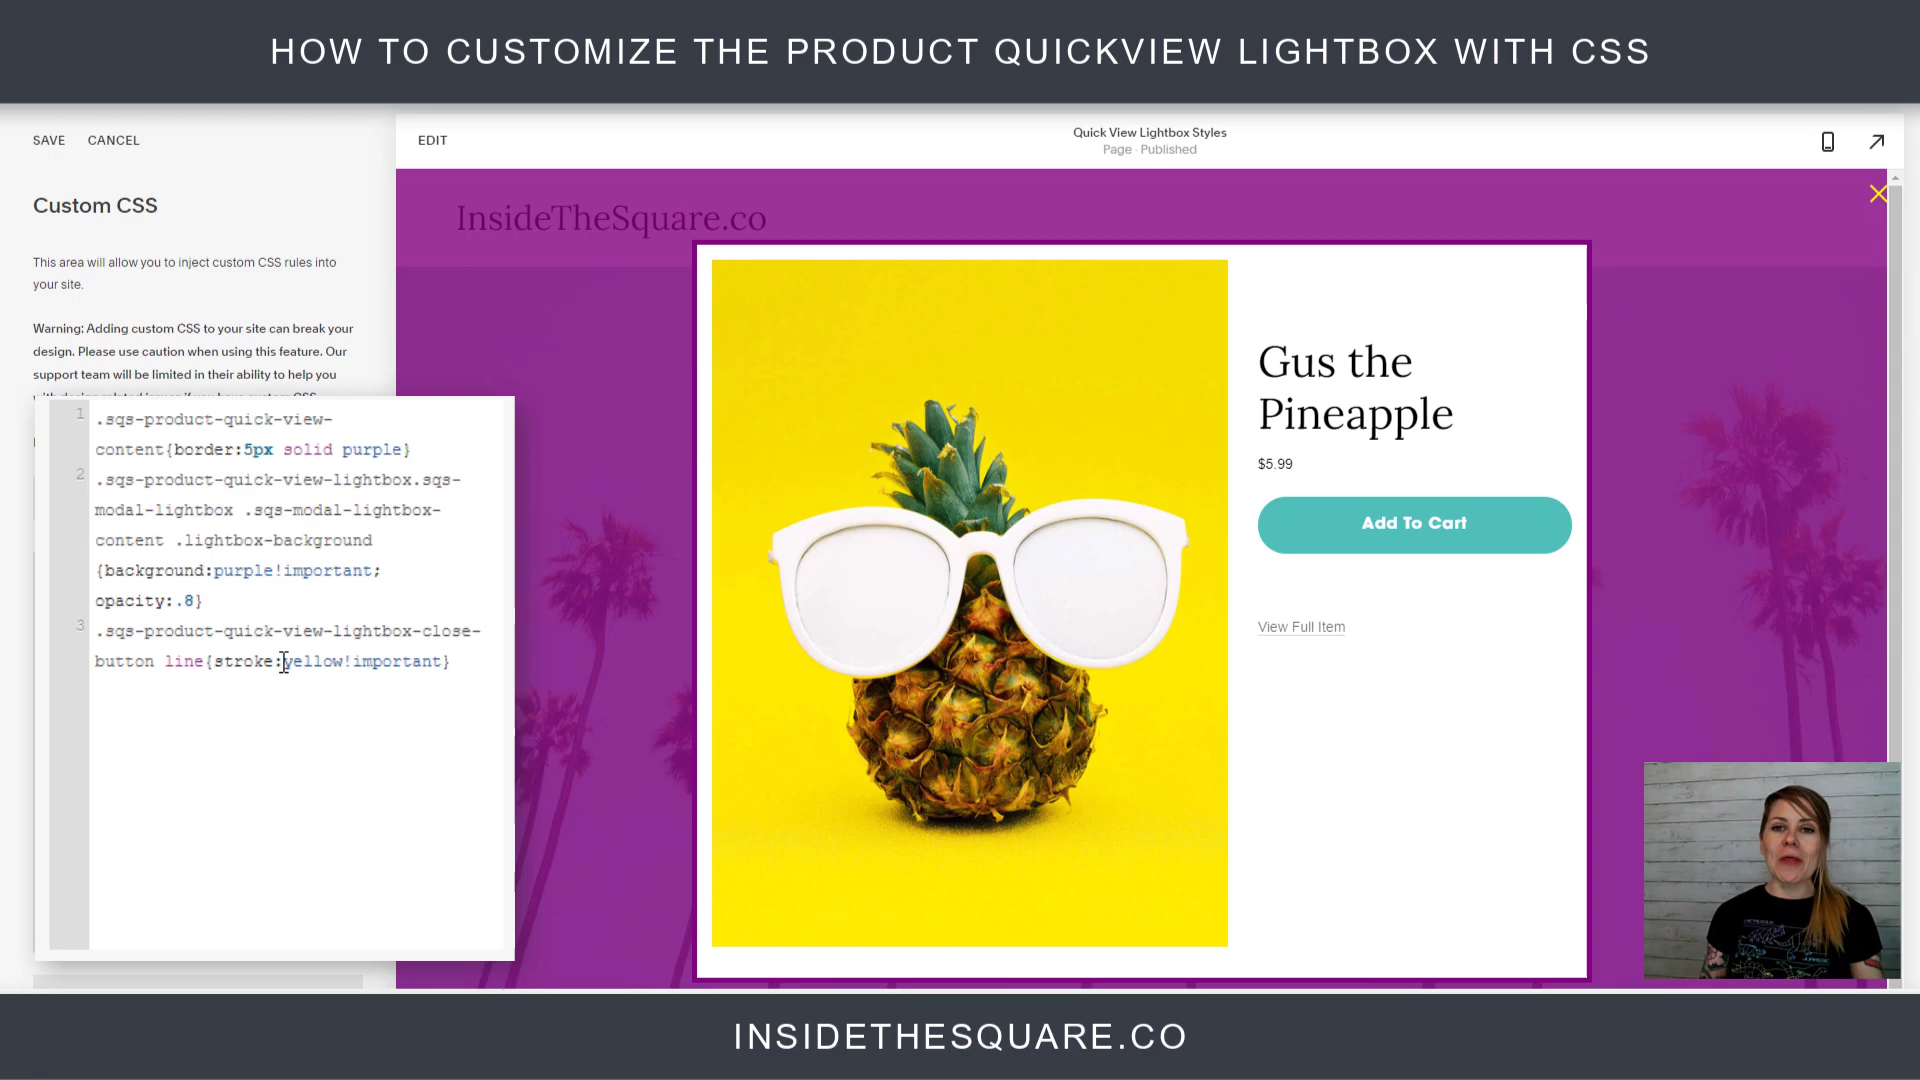 HOW TO CUSTOMIZE THE PRODUCT QUICKVIEW LIGHTBOX WITH CSS
SAVE CANCEL
EDIT
Quick View Lightbox Styles
Page · Published
Custom CSS
This area will allow you to inject custom CSS rules into
your site.
Warning: Adding custom CSS to your site can break your
design. Please use caution when using this feature. Our
support team will be limited in their ability to help you
1 .sqs-product-quick-view-
content{border:5px solid purple}
2 .sqs-product-quick-view-lightbox.sqs-
modal-lightbox .sqs-modal-lightbox-
content .lightbox-background
{background:purple!important;
opacity:.8}
3 .sqs-product-quick-view-lightbox-close-
button line{stroke:yellow!important}
InsideTheSquare.co
Gus the
Pineapple
$5.99
Add To Cart
View Full Item
INSIDETHESQUARE.CO